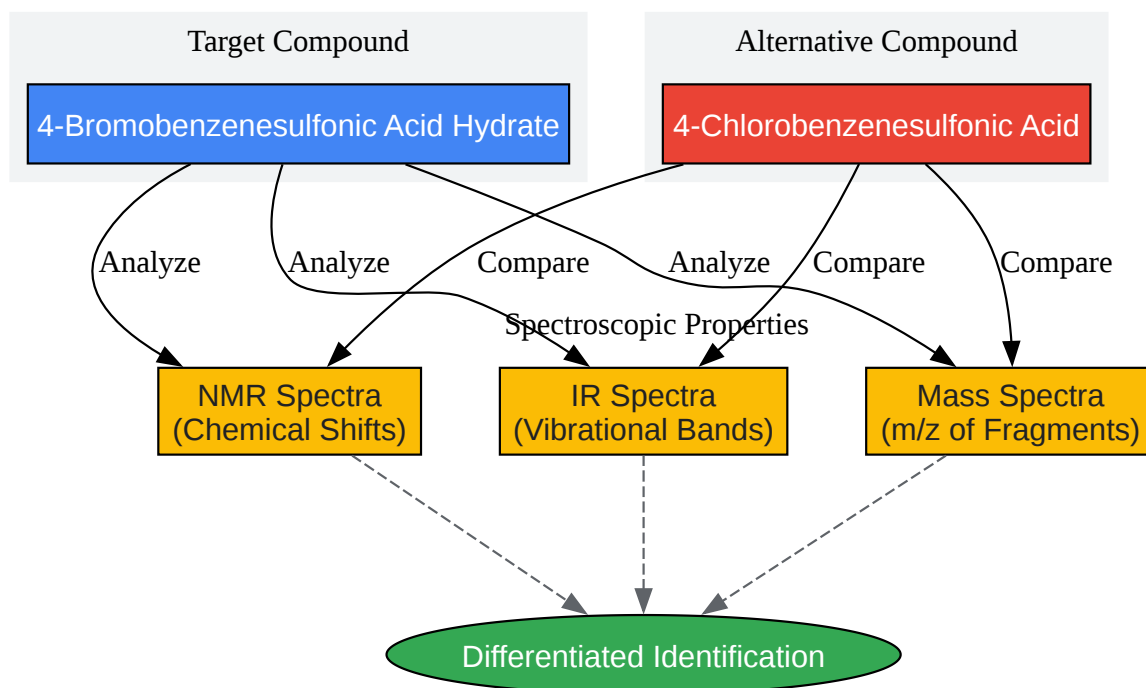 Target Compound
Alternative Compound
4-Bromobenzenesulfonic Acid Hydrate
4-Chlorobenzenesulfonic Acid
Analyze
Analyze
Compare
Analyze
Compare
Compare
Spectroscopic Properties
NMR Spectra
(Chemical Shifts)
IR Spectra
(Vibrational Bands)
Mass Spectra
(m/z of Fragments)
Differentiated Identification